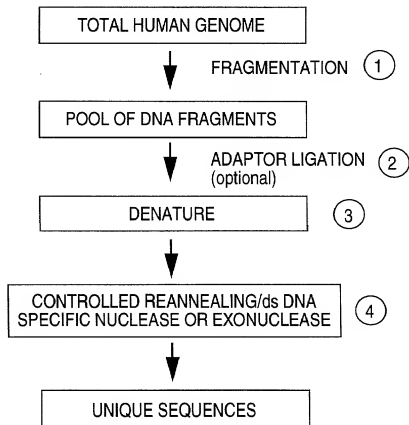 TOTAL HUMAN GENOME
FRAGMENTATION 1
POOL OF DNA FRAGMENTS
ADAPTOR LIGATION 2
(optional)
DENATURE 3
CONTROLLED REANNEALING/ds DNA
SPECIFIC NUCLEASE OR EXONUCLEASE 4
UNIQUE SEQUENCES